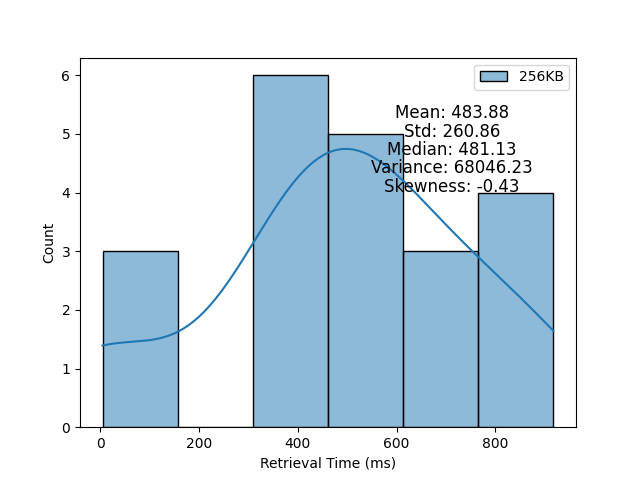 256KB
Mean: 483.88
Std: 260.86
Median: 481.13
Variance: 68046.23
Skewness: -0.43
6
5
4
3
2
1
0
Count
0 200 400 600 800
Retrieval Time (ms)